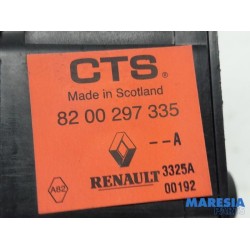 CTS®
Made in Scotland
82 00 297 335
--A
A82
RENAULT 3325A
00192
MARESIA